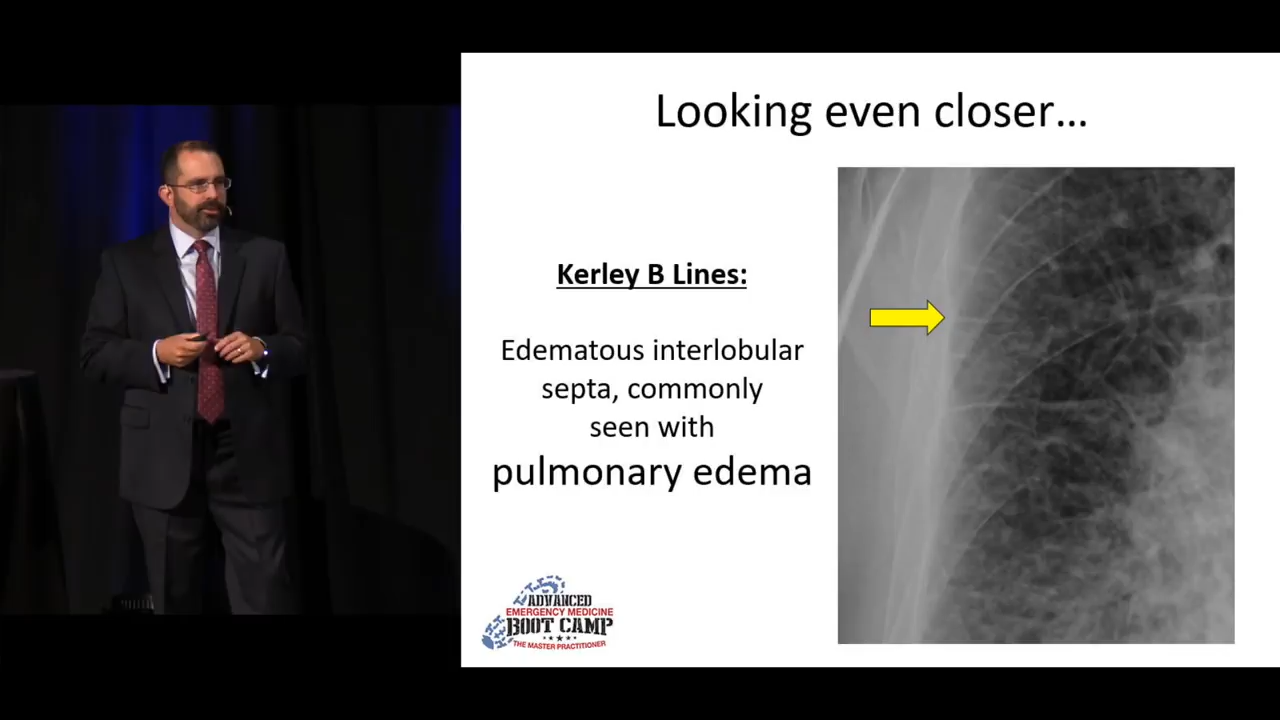 Looking even closer…
Kerley B Lines:
Edematous interlobular
septa, commonly
seen with
pulmonary edema
ADVANCED
EMERGENCY MEDICINE
BOOT CAMP
THE MASTER PRACTITIONER